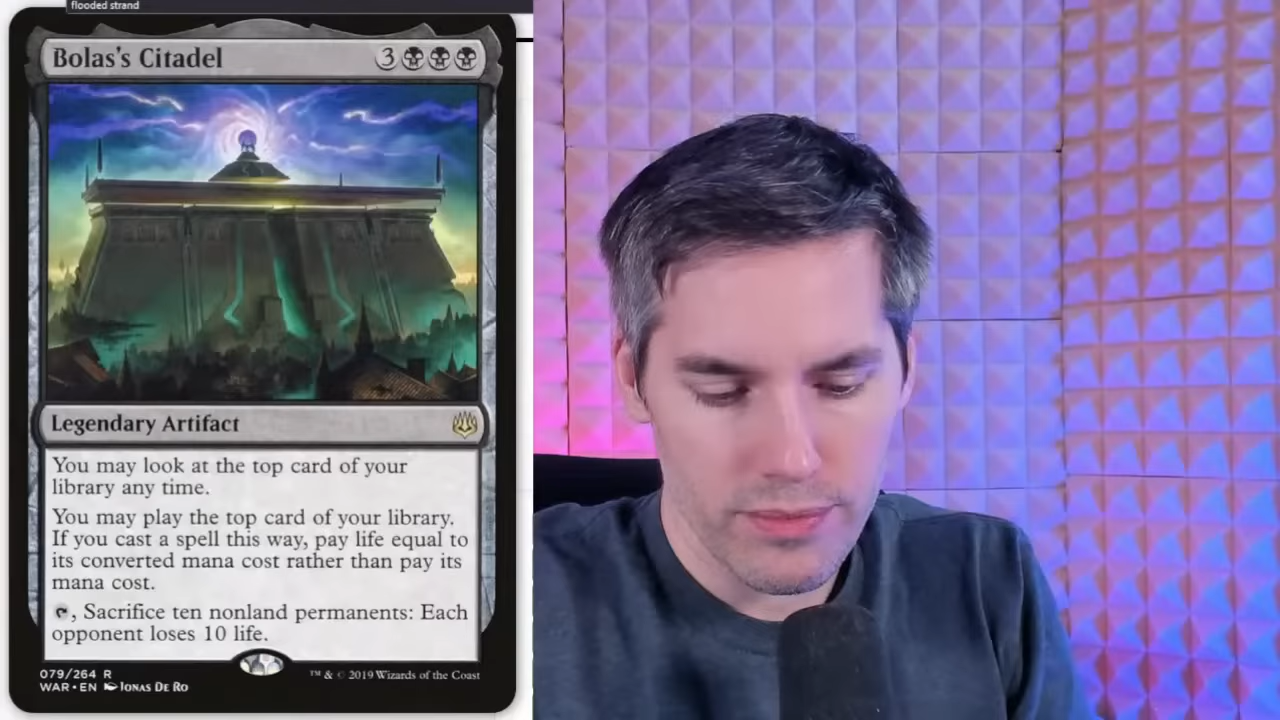 flooded strand
Bolas's Citadel 3
Legendary Artifact
You may look at the top card of your
library any time.
You may play the top card of your library.
If you cast a spell this way, pay life equal to
its converted mana cost rather than pay its
mana cost.
, Sacrifice ten nonland permanents: Each
opponent loses 10 life.
079/264 R
WAR • EN Jonas De Ro
™ & © 2019 Wizards of the Coast